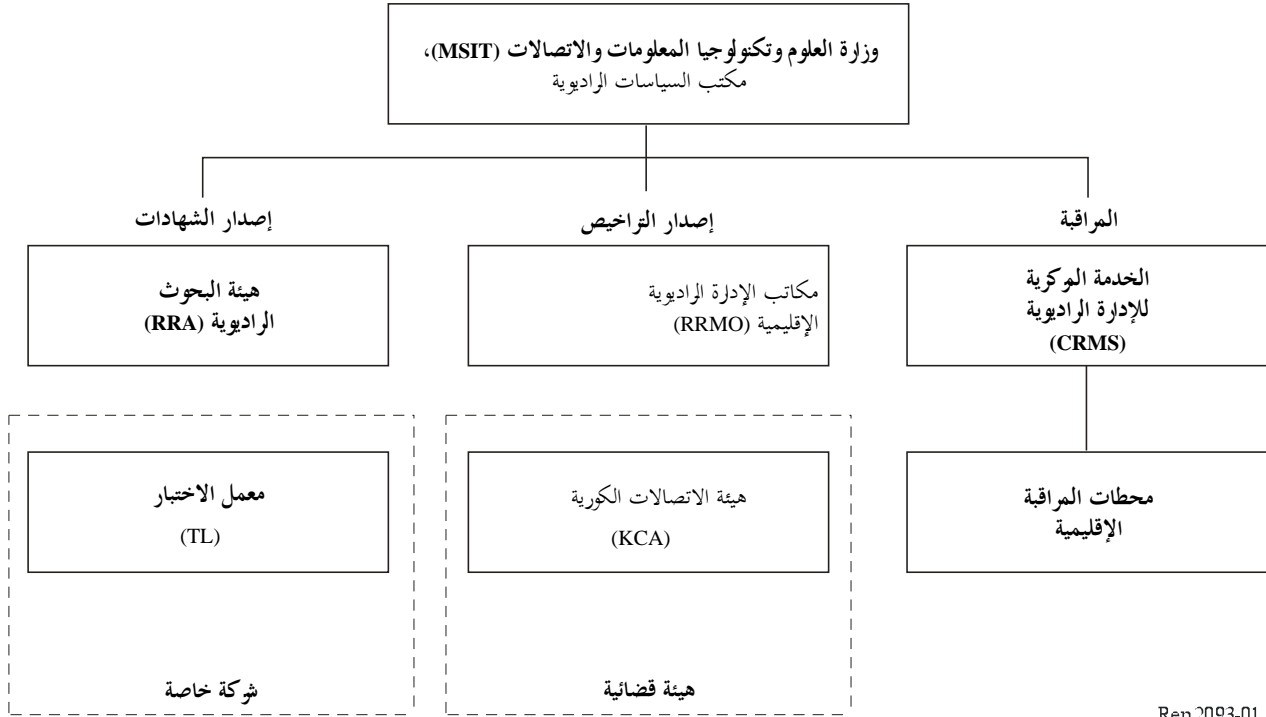 وزارة العلوم وتكنولوجيا المعلومات والاتصالات (MSIT)،
مكتب السياسات الراديوية
المراقبة
إصدار التراخيص
إصدار الشهادات
الخدمة المركزية
للإدارة الراديوية
(CRMS)
مكاتب الإدارة الراديوية
الإقليمية (RRMO)
هيئة البحوث
الراديوية (RRA)
محطات المراقبة
الإقليمية
هيئة الاتصالات الكورية
(KCA)
معمل الاختبار
(TL)
هيئة قضائية
شركة خاصة
Rep 2093-01